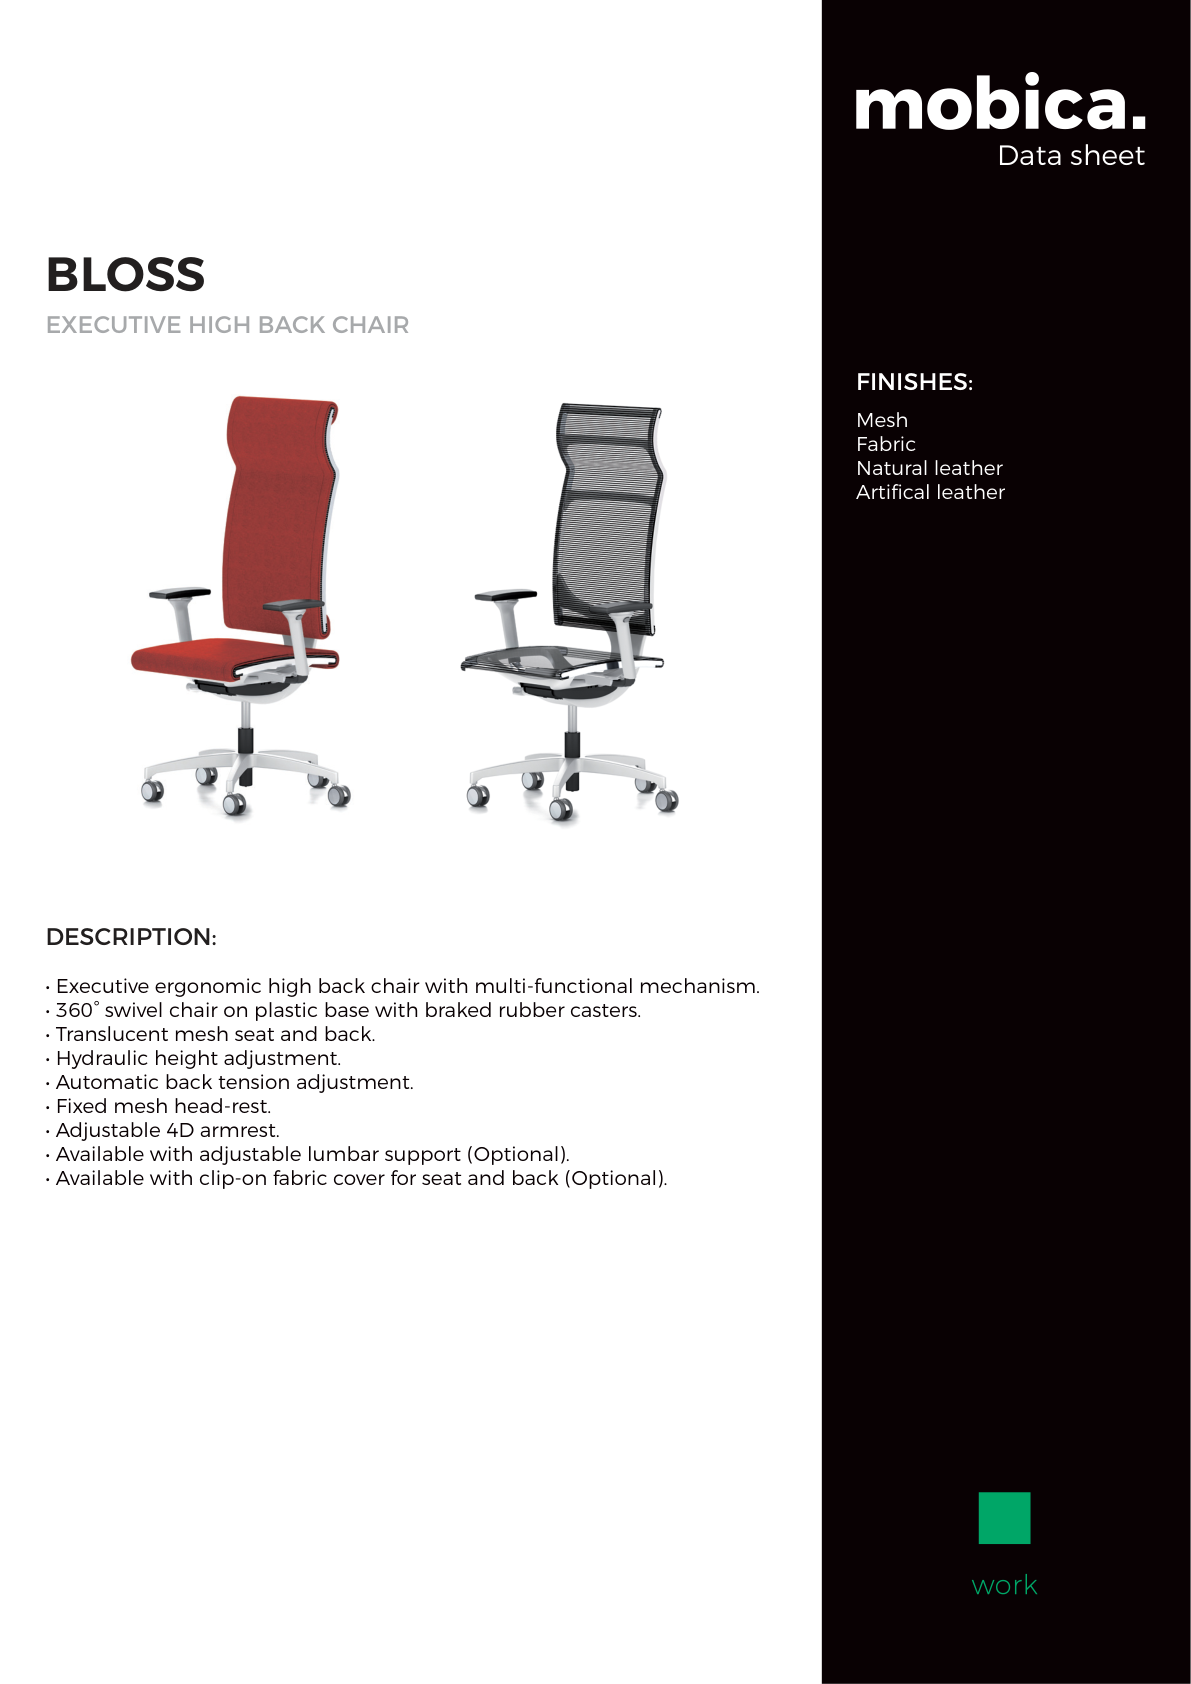 mobica.
Data sheet
BLOSS
EXECUTIVE HIGH BACK CHAIR
FINISHES:
Mesh
Fabric
Natural leather
Artifical leather
DESCRIPTION:
• Executive ergonomic high back chair with multi-functional mechanism.
• 360° swivel chair on plastic base with braked rubber casters.
• Translucent mesh seat and back.
• Hydraulic height adjustment.
• Automatic back tension adjustment.
• Fixed mesh head-rest.
• Adjustable 4D armrest.
• Available with adjustable lumbar support (Optional).
• Available with clip-on fabric cover for seat and back (Optional).
work